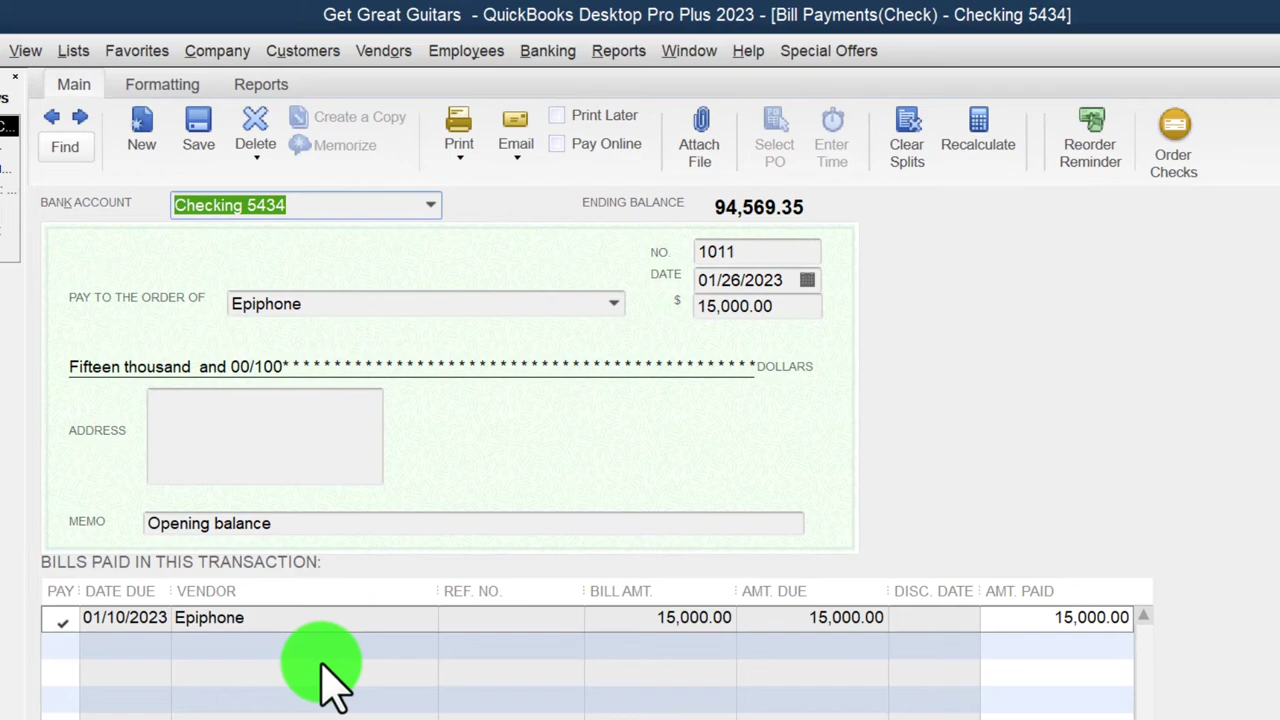 Get Great Guitars - QuickBooks Desktop Pro Plus 2023 - [Bill Payments(Check) - Checking 5434]
View Lists Favorites Company Customers Vendors Employees Banking Reports Window Help Special Offers
Main Formatting Reports
Find New Save Delete Create a Copy Memorize Print Email Print Later Pay Online Attach File Select PO Enter Time Clear Splits Recalculate Reorder Reminder Order Checks
BANK ACCOUNT Checking 5434 ENDING BALANCE 94,569.35
NO. 1011
DATE 01/26/2023
PAY TO THE ORDER OF Epiphone $ 15,000.00
Fifteen thousand and 00/100* * * * * * * * * * * * * * * * * * * * * * * * * * * * * * * * * * * * * * * * * * * * DOLLARS
ADDRESS
MEMO Opening balance
BILLS PAID IN THIS TRANSACTION:
PAY DATE DUE VENDOR REF. NO. BILL AMT. AMT. DUE DISC. DATE AMT. PAID
01/10/2023 Epiphone 15,000.00 15,000.00 15,000.00